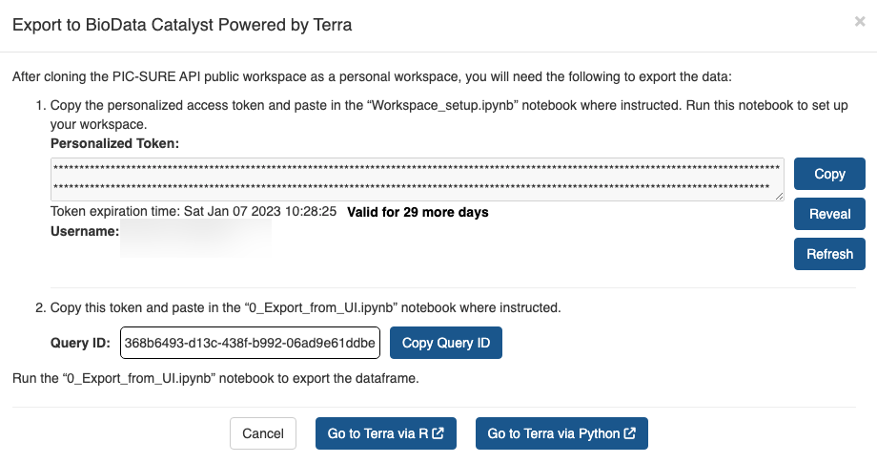 Export to BioData Catalyst Powered by Terra
×
After cloning the PIC-SURE API public workspace as a personal workspace, you will need the following to export the data:
1. Copy the personalized access token and paste in the “Workspace_setup.ipynb” notebook where instructed. Run this notebook to set up
your workspace.
Personalized Token:
Copy
Reveal
Token expiration time: Sat Jan 07 2023 10:28:25 Valid for 29 more days
Username:
Refresh
2. Copy this token and paste in the “0_Export_from_UI.ipynb” notebook where instructed.
Query ID: 368b6493-d13c-438f-b992-06ad9e61ddbe Copy Query ID
Run the “0_Export_from_UI.ipynb” notebook to export the dataframe.
Cancel Go to Terra via R Go to Terra via Python